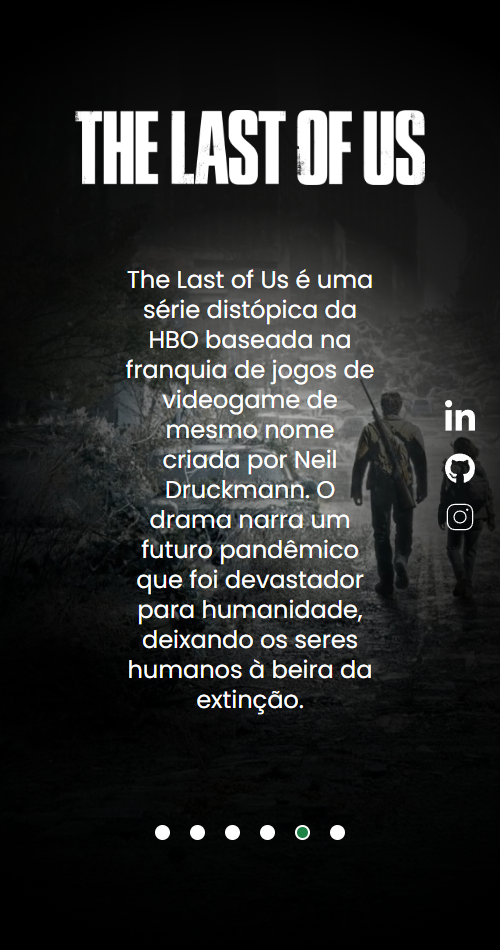 THE LAST OF US
The Last of Us é uma
série distópica da
HBO baseada na
franquia de jogos de
videogame de
mesmo nome
criada por Neil
Druckmann. O
drama narra um
futuro pandêmico
que foi devastador
para humanidade,
deixando os seres
humanos à beira da
extinção.
in